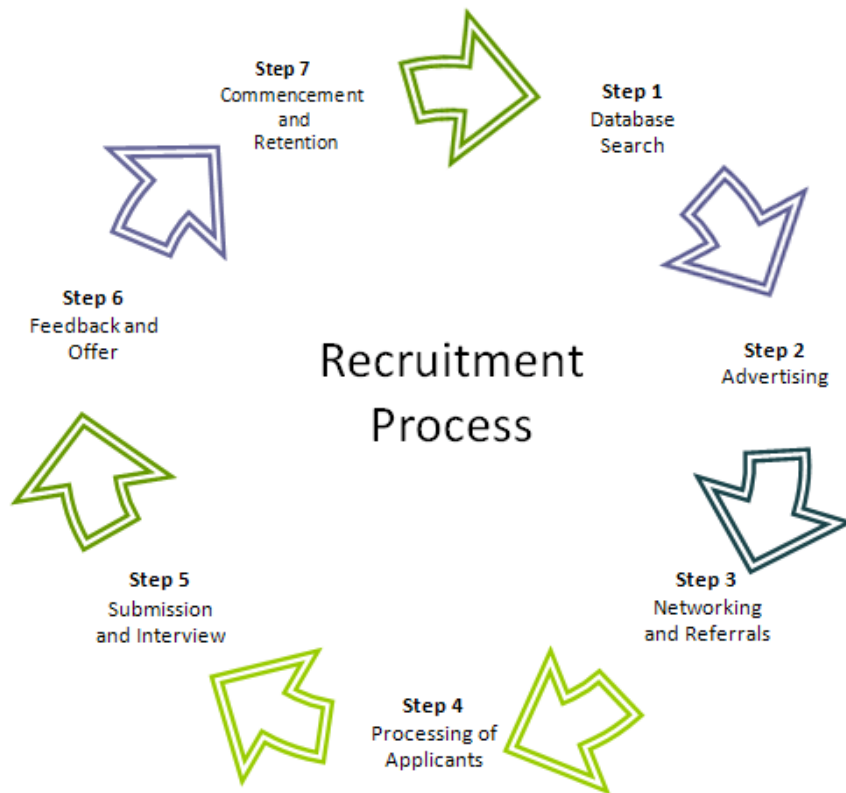 Step 7
Commencement
and
Retention
Step 1
Database
Search
Step 6
Feedback and
Offer
Recruitment
Process
Step 2
Advertising
Step 5
Submission
and Interview
Step 3
Networking
and Referrals
Step 4
Processing of
Applicants